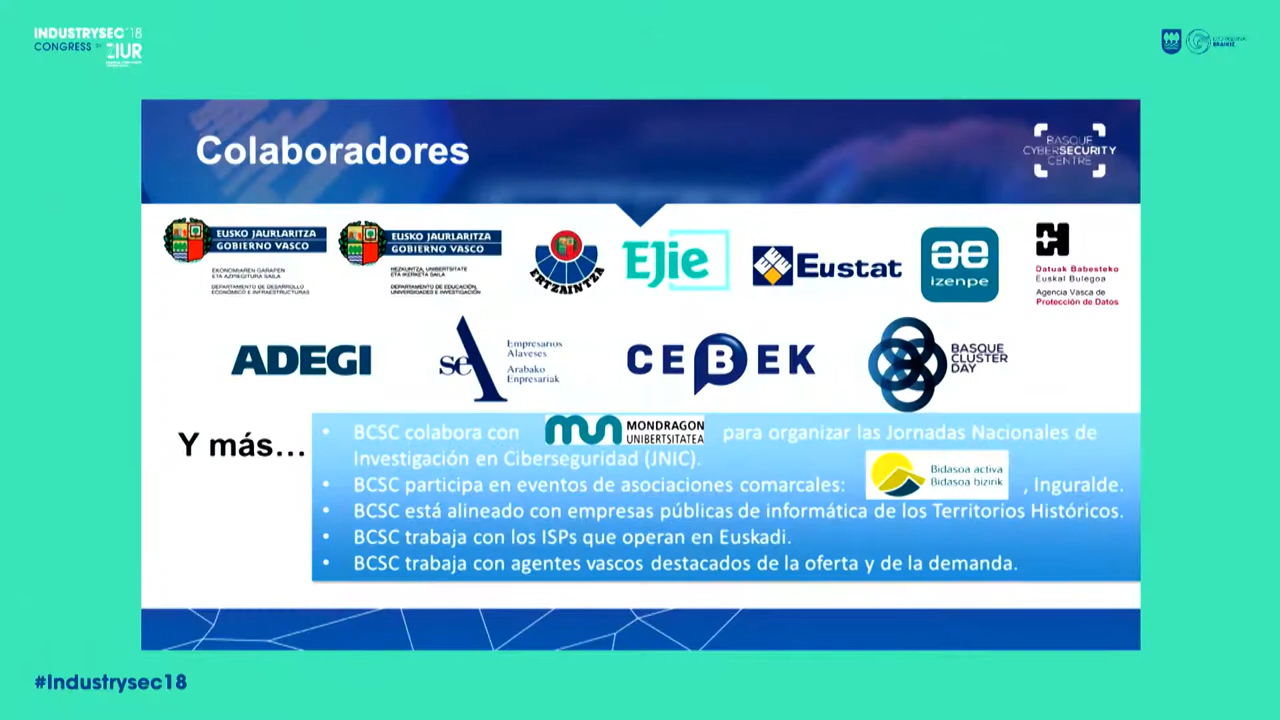 INDUSTRYSEC'18
CONGRESS BY ZIUR
Colaboradores
BASQUE
CYBERSECURITY
CENTRE
EUSKO JAURLARITZA
GOBIERNO VASCO
EKONOMIAREN GARAPEN
ETA AZPIEGITURA SAILA
DEPARTAMENTO DE DESARROLLO
ECONÓMICO E INFRAESTRUCTURAS
EUSKO JAURLARITZA
GOBIERNO VASCO
HEZKUNTZA, UNIBERTSITATE
ETA IKERKETA SAILA
DEPARTAMENTO DE EDUCACIÓN,
UNIVERSIDADES E INVESTIGACIÓN
ERTZAINTZA
EJie
Eustat
izenpe
Datuak Babesteko
Euskal Bulegoa
Agencia Vasca de
Protección de Datos
ADEGI
seA
Empresarios
Alaveses
Arabako
Enpresariak
CEBEK
BASQUE
CLUSTER
DAY
Y más...
• BCSC colabora con MONDRAGON UNIBERTSITATEA para organizar las Jornadas Nacionales de
Investigación en Ciberseguridad (JNIC).
• BCSC participa en eventos de asociaciones comarcales: Bidasoa activa Bidasoa bizirik , Inguralde.
• BCSC está alineado con empresas públicas de informática de los Territorios Históricos.
• BCSC trabaja con los ISPs que operan en Euskadi.
• BCSC trabaja con agentes vascos destacados de la oferta y de la demanda.
#Industrysec18